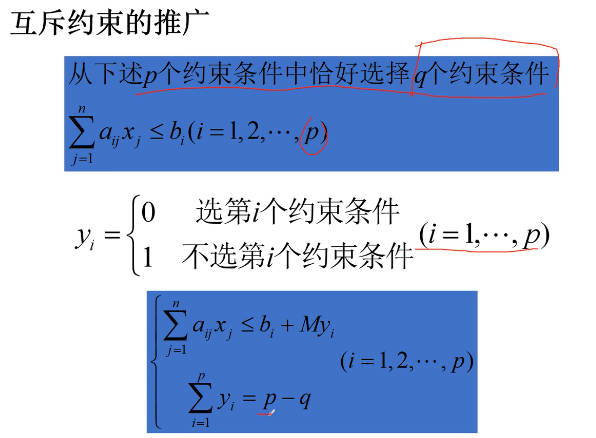 互斥约束的推广
从下述p个约束条件中恰好选择q个约束条件
\sum_{j=1}^{n} a_{ij} x_j \le b_i (i = 1, 2, \cdots, p)
y_i = \begin{cases} 0 & 选第i个约束条件 \\ 1 & 不选第i个约束条件 \end{cases} (i = 1, \cdots, p)
\begin{cases} \sum_{j=1}^{n} a_{ij} x_j \le b_i + M y_i \\ \sum_{i=1}^{p} y_i = p - q \end{cases} (i = 1, 2, \cdots, p)